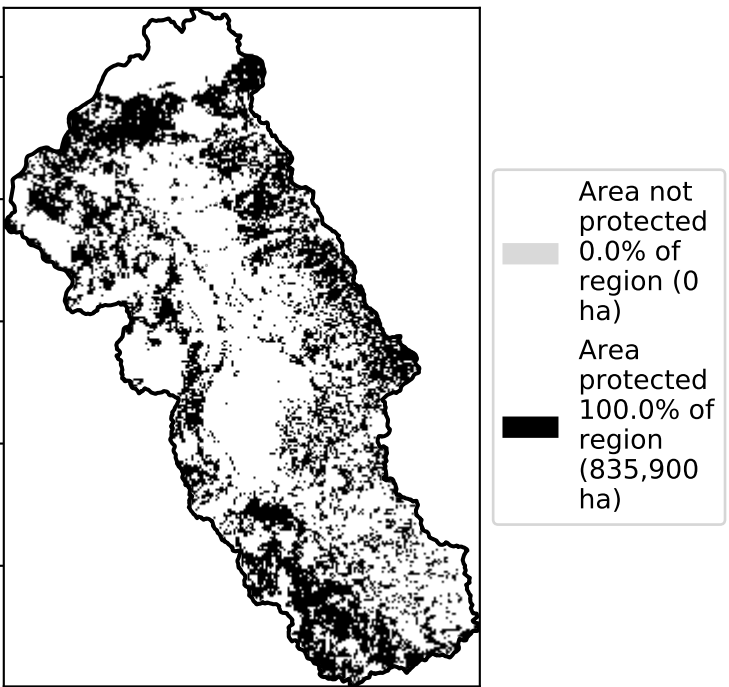 Area not
protected
0.0% of
region (0
ha)
Area
protected
100.0% of
region
(835,900
ha)